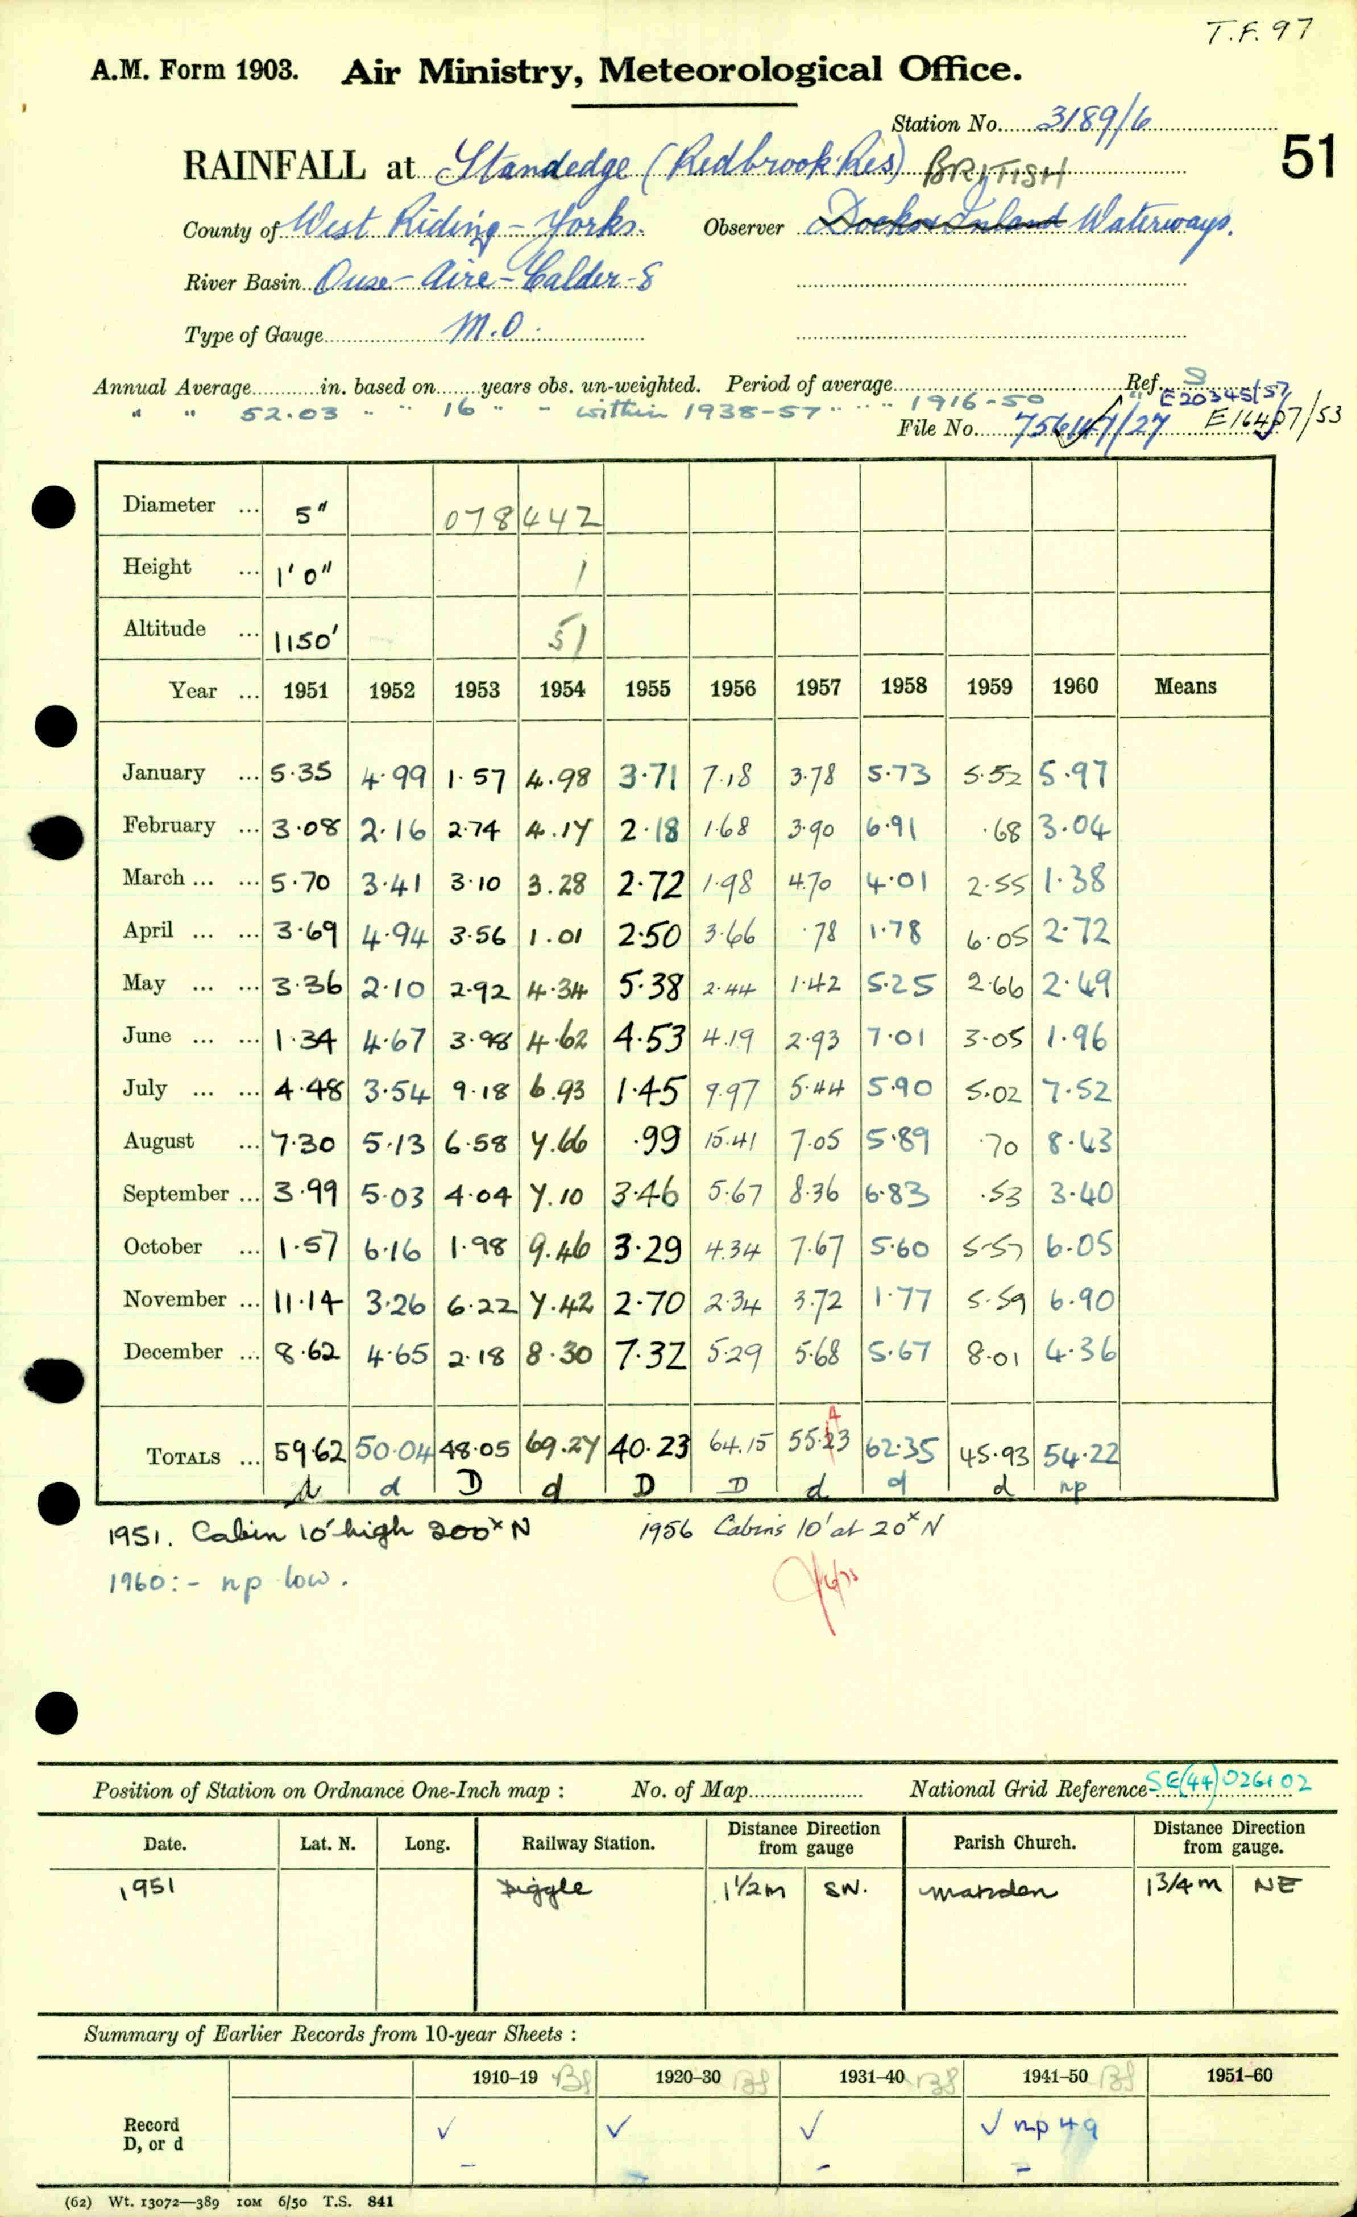 T.F. 97
A.M. Form 1903. Air Ministry, Meteorological Office.
Station No. 3189/6
51
RAINFALL at Standedge (Redbrook Res) BRITISH
County of West Riding - Yorks. Observer Docks & Inland Waterways.
River Basin Ouse - Aire - Calder - 8
Type of Gauge M.O.
Annual Average in. based on years obs. un-weighted. Period of average Ref. S
" " 52.03 " " 16 " - within 1938-57 " " " 1916-50 " E20345/57
File No. 756147/27 E16407/53
Diameter ... 5" 078 442
Height ... 1'0" 1
Altitude ... 1150' 51
Year ... 1951 1952 1953 1954 1955 1956 1957 1958 1959 1960 Means
January ... 5.35 4.99 1.57 4.98 3.71 7.18 3.78 5.73 5.52 5.97
February ... 3.08 2.16 2.74 4.17 2.18 1.68 3.90 6.91 .68 3.04
March ... ... 5.70 3.41 3.10 3.28 2.72 1.98 4.70 4.01 2.55 1.38
April ... ... 3.69 4.94 3.56 1.01 2.50 3.66 .78 1.78 6.05 2.72
May ... ... 3.36 2.10 2.92 4.34 5.38 2.44 1.42 5.25 2.66 2.49
June ... ... 1.34 4.67 3.98 4.62 4.53 4.19 2.93 7.01 3.05 1.96
July ... ... 4.48 3.54 9.18 6.93 1.45 9.97 5.44 5.90 5.02 7.52
August ... 7.30 5.13 6.58 7.66 .99 15.41 7.05 5.89 .70 8.43
September ... 3.99 5.03 4.04 7.10 3.46 5.67 8.36 6.83 .53 3.40
October ... 1.57 6.16 1.98 9.46 3.29 4.34 7.67 5.60 5.57 6.05
November ... 11.14 3.26 6.22 7.42 2.70 2.34 3.72 1.77 5.59 6.90
December ... 8.62 4.65 2.18 8.30 7.32 5.29 5.68 5.67 8.01 4.36
4
TOTALS ... 59.62 50.04 48.05 69.27 40.23 64.15 55.23 62.35 45.93 54.22
d d D d D D d d d np
1951. Cabin 10' high 200x N 1956 Cabins 10' at 20x N
1960:- np low.
Position of Station on Ordnance One-Inch map : No. of Map National Grid Reference SE(44)026102
Date. Lat. N. Long. Railway Station. Distance from Direction gauge Parish Church. Distance from Direction gauge.
1951 Diggle 1 1/2 m SW. Marsden 1 3/4 m NE
Summary of Earlier Records from 10-year Sheets :
1910–19 1920–30 1931–40 1941–50 1951–60
Record D, or d ✓ ✓ ✓ ✓ np 49
(62) Wt. 13072—389 10M 6/50 T.S. 841